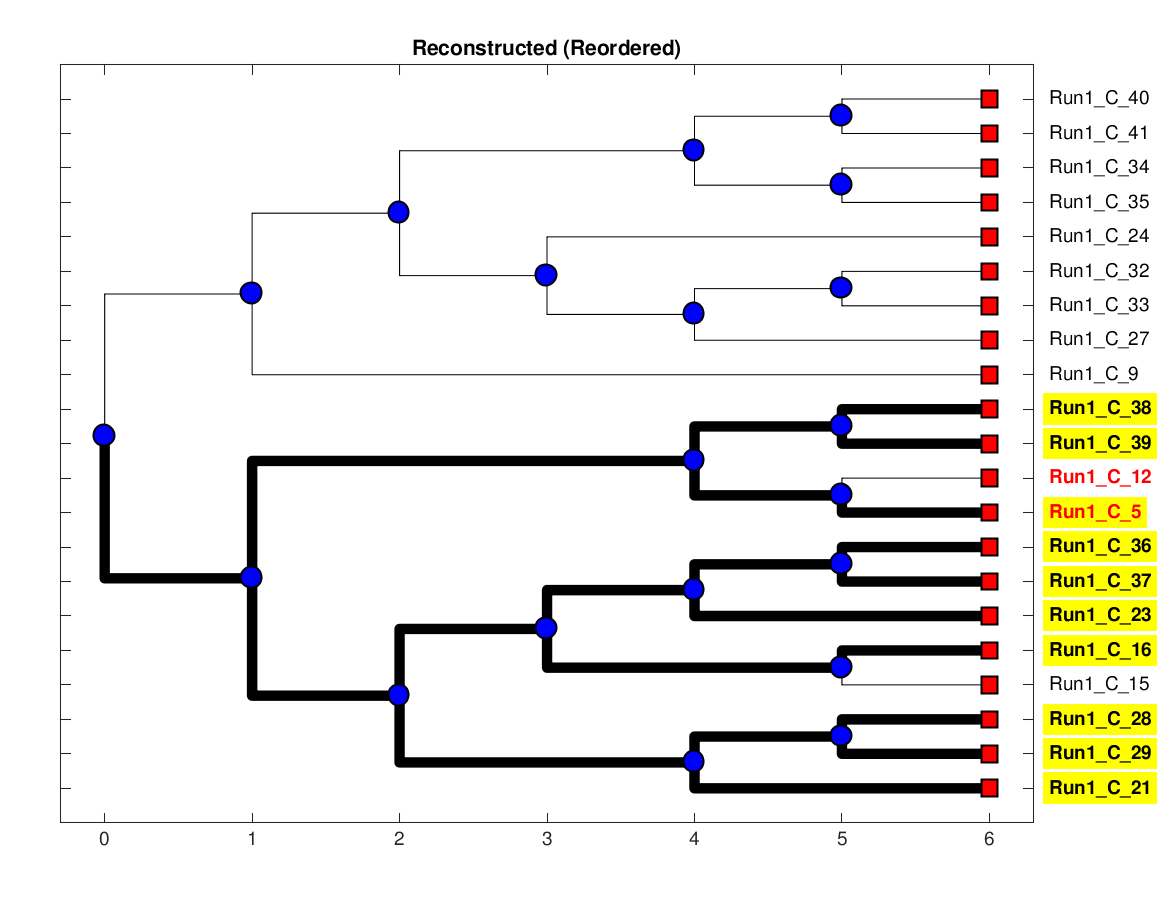 Reconstructed (Reordered)
Run1_C_40
Run1_C_41
Run1_C_34
Run1_C_35
Run1_C_24
Run1_C_32
Run1_C_33
Run1_C_27
Run1_C_9
Run1_C_38
Run1_C_39
Run1_C_12
Run1_C_5
Run1_C_36
Run1_C_37
Run1_C_23
Run1_C_16
Run1_C_15
Run1_C_28
Run1_C_29
Run1_C_21
0 1 2 3 4 5 6